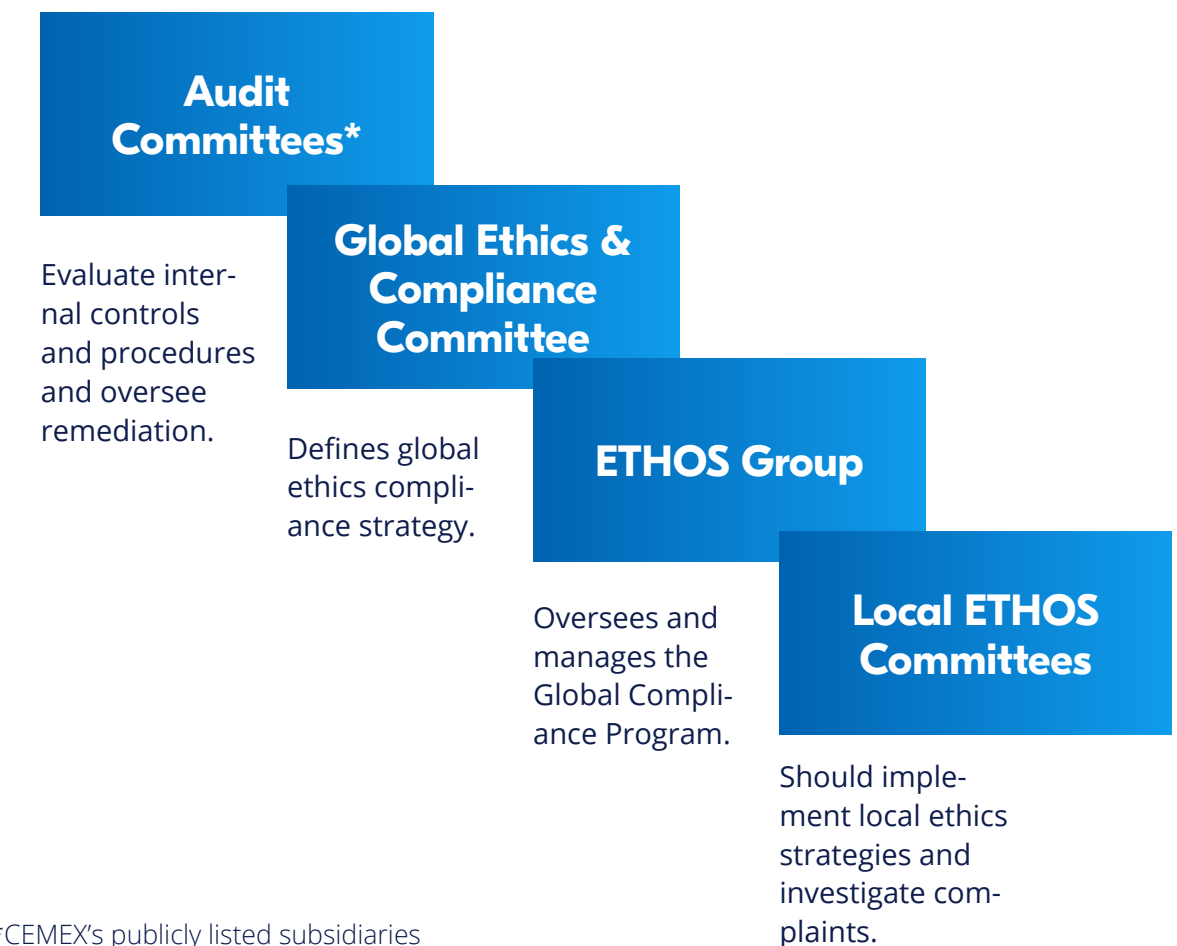 Audit
Committees*
Evaluate inter-
nal controls
and procedures
and oversee
remediation.
Global Ethics &
Compliance
Committee
Defines global
ethics compli-
ance strategy.
ETHOS Group
Oversees and
manages the
Global Compli-
ance Program.
Local ETHOS
Committees
Should imple-
ment local ethics
strategies and
investigate com-
plaints.
*CEMEX’s publicly listed subsidiaries